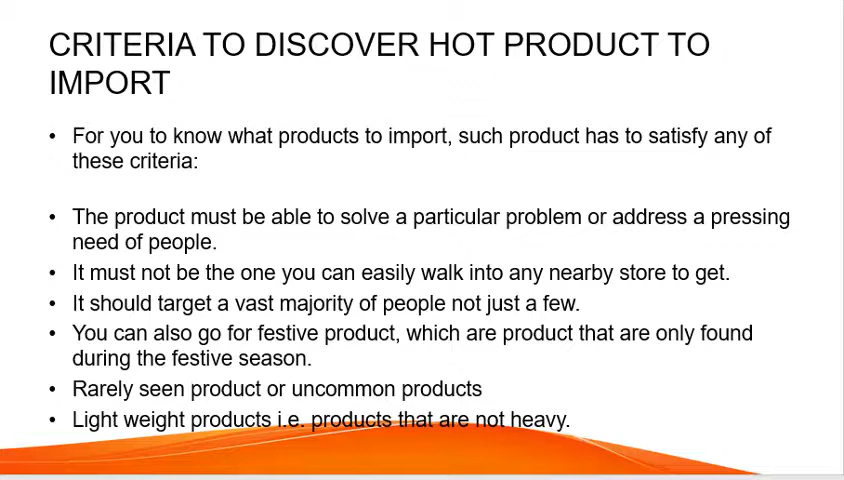 CRITERIA TO DISCOVER HOT PRODUCT TO
IMPORT
• For you to know what products to import, such product has to satisfy any of
these criteria:
• The product must be able to solve a particular problem or address a pressing
need of people.
• It must not be the one you can easily walk into any nearby store to get.
• It should target a vast majority of people not just a few.
• You can also go for festive product, which are product that are only found
during the festive season.
• Rarely seen product or uncommon products
• Light weight products i.e. products that are not heavy.